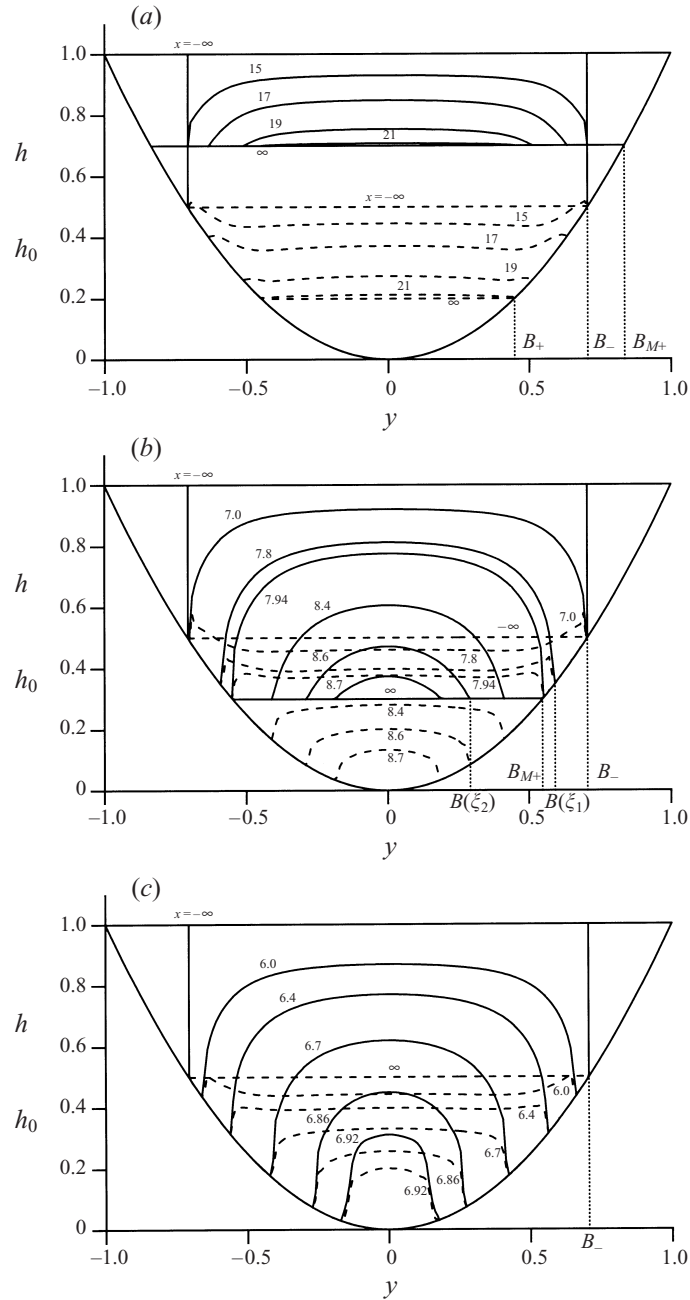 (a)
x = –∞
1.0
15
0.8
17
19
21
h
∞
0.6
x = –∞
15
0.4
17
h0
19
0.2
21
∞
B+
B–
BM+
0
–1.0
–0.5
0
0.5
1.0
y
(b)
x = –∞
1.0
7.0
0.8
7.8
7.94
h
8.4
0.6
–∞
7.0
8.6
7.8
0.4
8.7
∞
7.94
h0
8.4
0.2
8.6
8.7
BM+
B–
0
B(ξ2)
B(ξ1)
–1.0
–0.5
0
0.5
1.0
y
(c)
x = –∞
1.0
6.0
0.8
6.4
h
6.7
0.6
∞
6.0
0.4
6.86
6.4
h0
6.92
6.7
0.2
6.86
6.92
0
B–
–1.0
–0.5
0
0.5
1.0
y